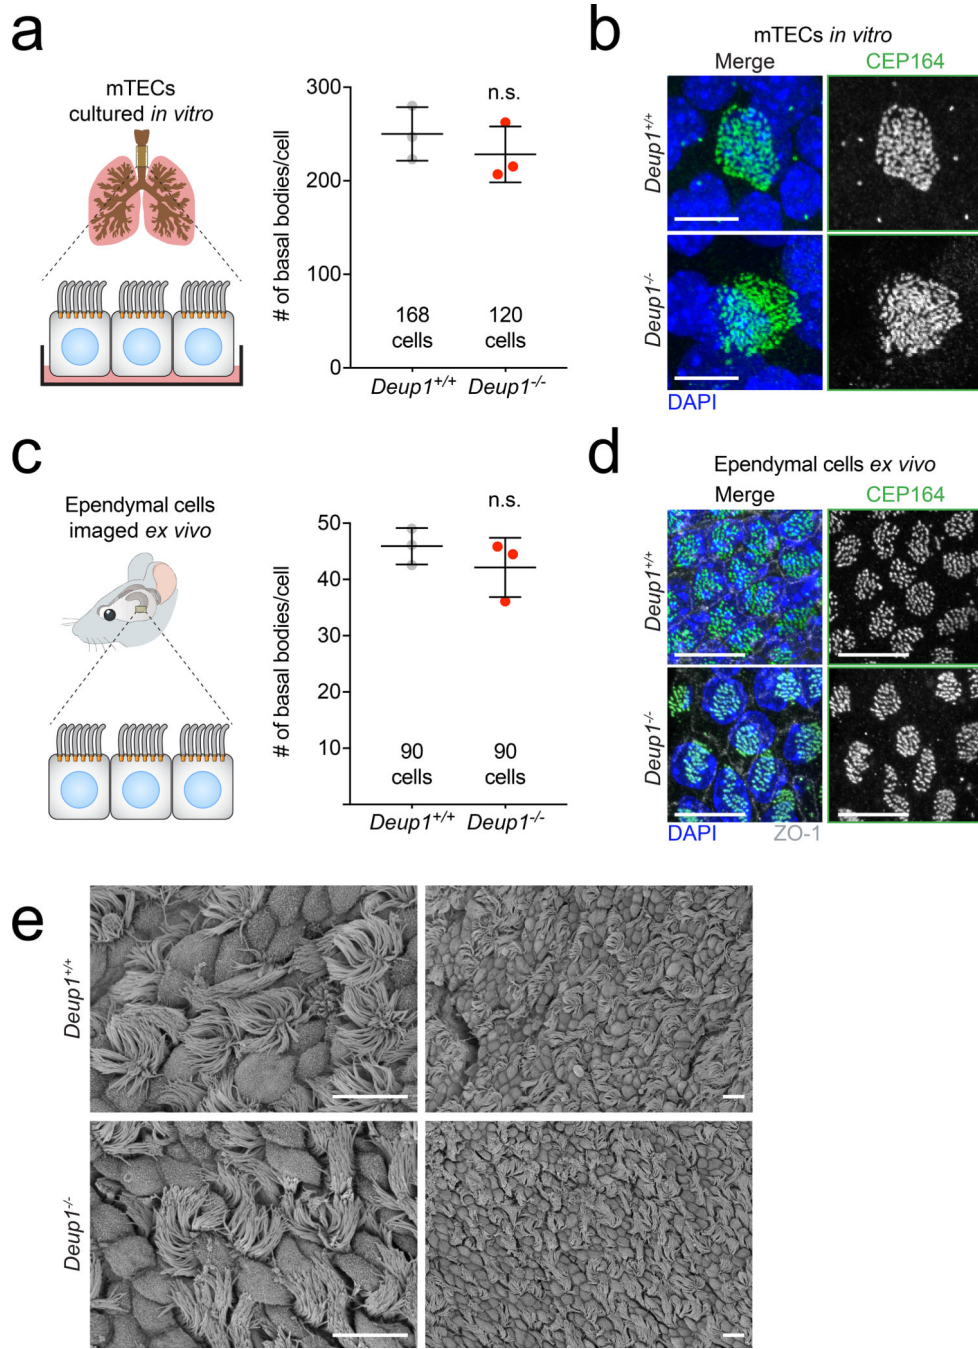 a
mTECs
cultured in vitro
# of basal bodies/cell
300
200
100
0
n.s.
168
cells
120
cells
Deup1+/+
Deup1-/-
b
mTECs in vitro
Merge
CEP164
Deup1+/+
Deup1-/-
DAPI
c
Ependymal cells
imaged ex vivo
# of basal bodies/cell
50
40
30
20
10
n.s.
90
cells
90
cells
Deup1+/+
Deup1-/-
d
Ependymal cells ex vivo
Merge
CEP164
Deup1+/+
Deup1-/-
DAPI
ZO-1
e
Deup1+/+
Deup1-/-